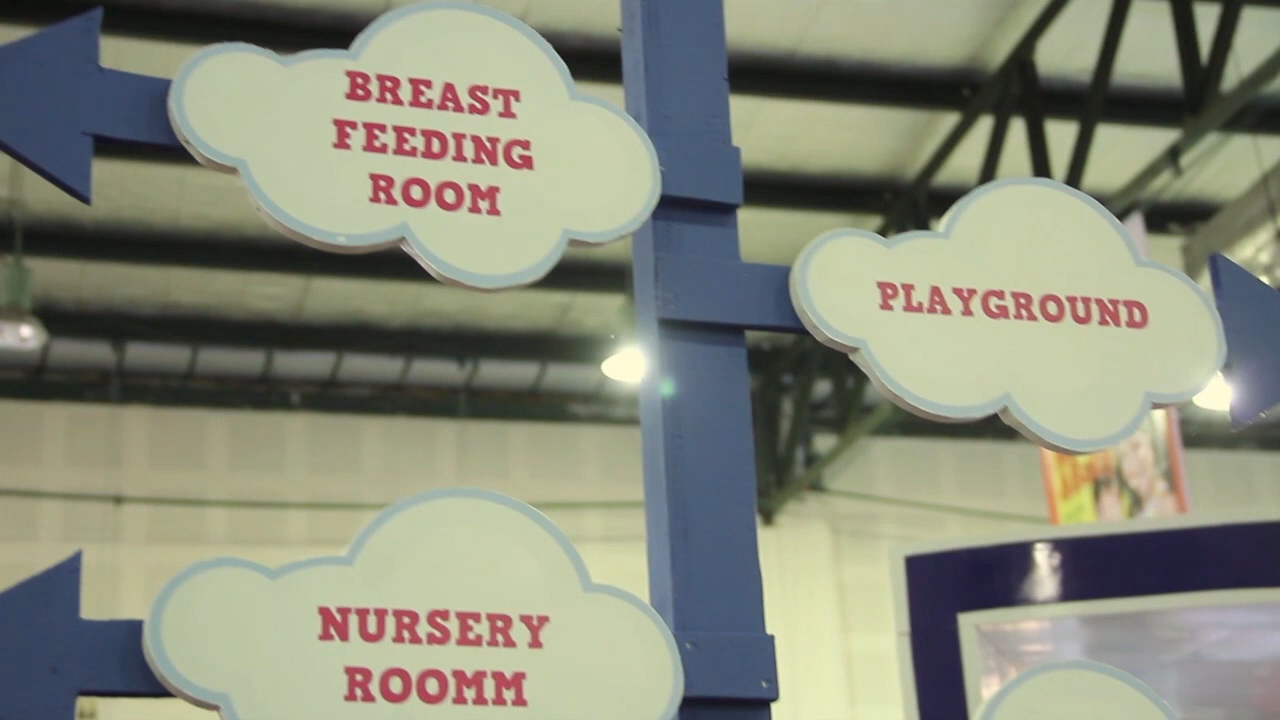 BREAST
FEEDING
ROOM
PLAYGROUND
NURSERY
ROOMM